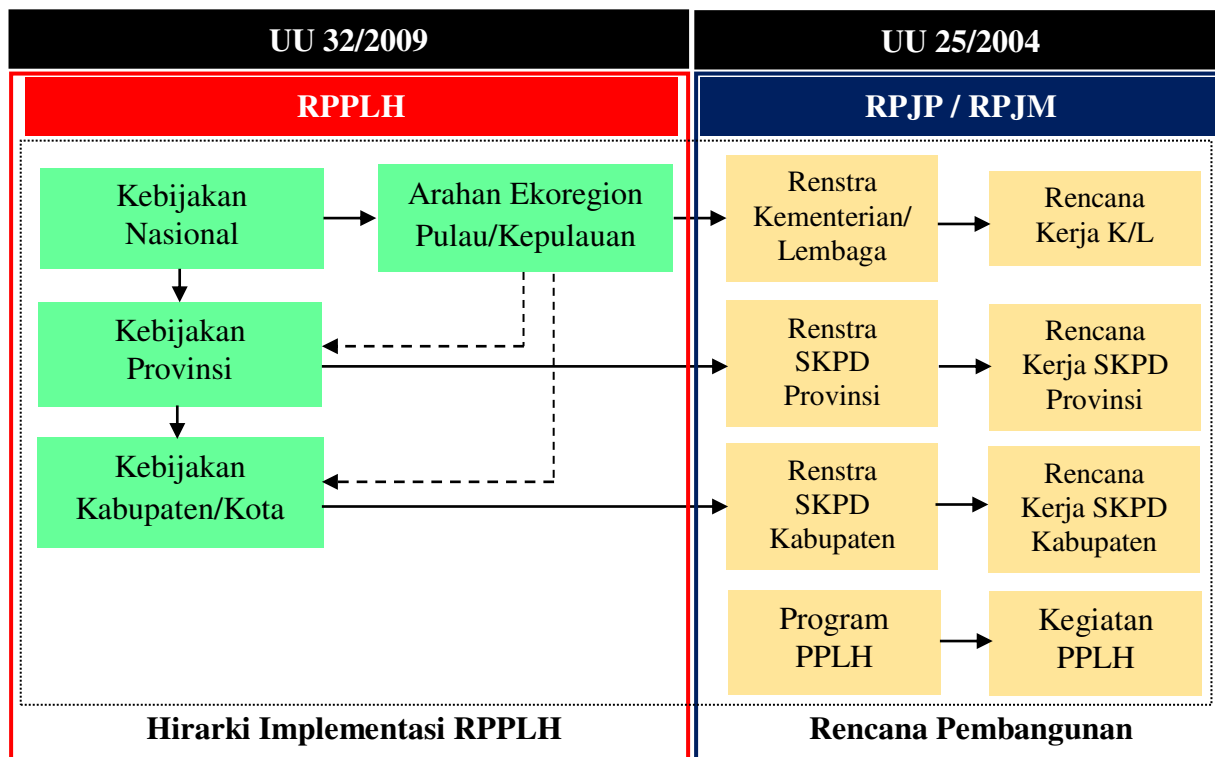 UU 32/2009
UU 25/2004
RPPLH
RPJP / RPJM
Kebijakan
Nasional
Arahan Ekoregion
Pulau/Kepulauan
Renstra
Kementerian/
Lembaga
Rencana
Kerja K/L
Kebijakan
Provinsi
Renstra
SKPD
Provinsi
Rencana
Kerja SKPD
Provinsi
Kebijakan
Kabupaten/Kota
Renstra
SKPD
Kabupaten
Rencana
Kerja SKPD
Kabupaten
Program
PPLH
Kegiatan
PPLH
Hirarki Implementasi RPPLH
Rencana Pembangunan